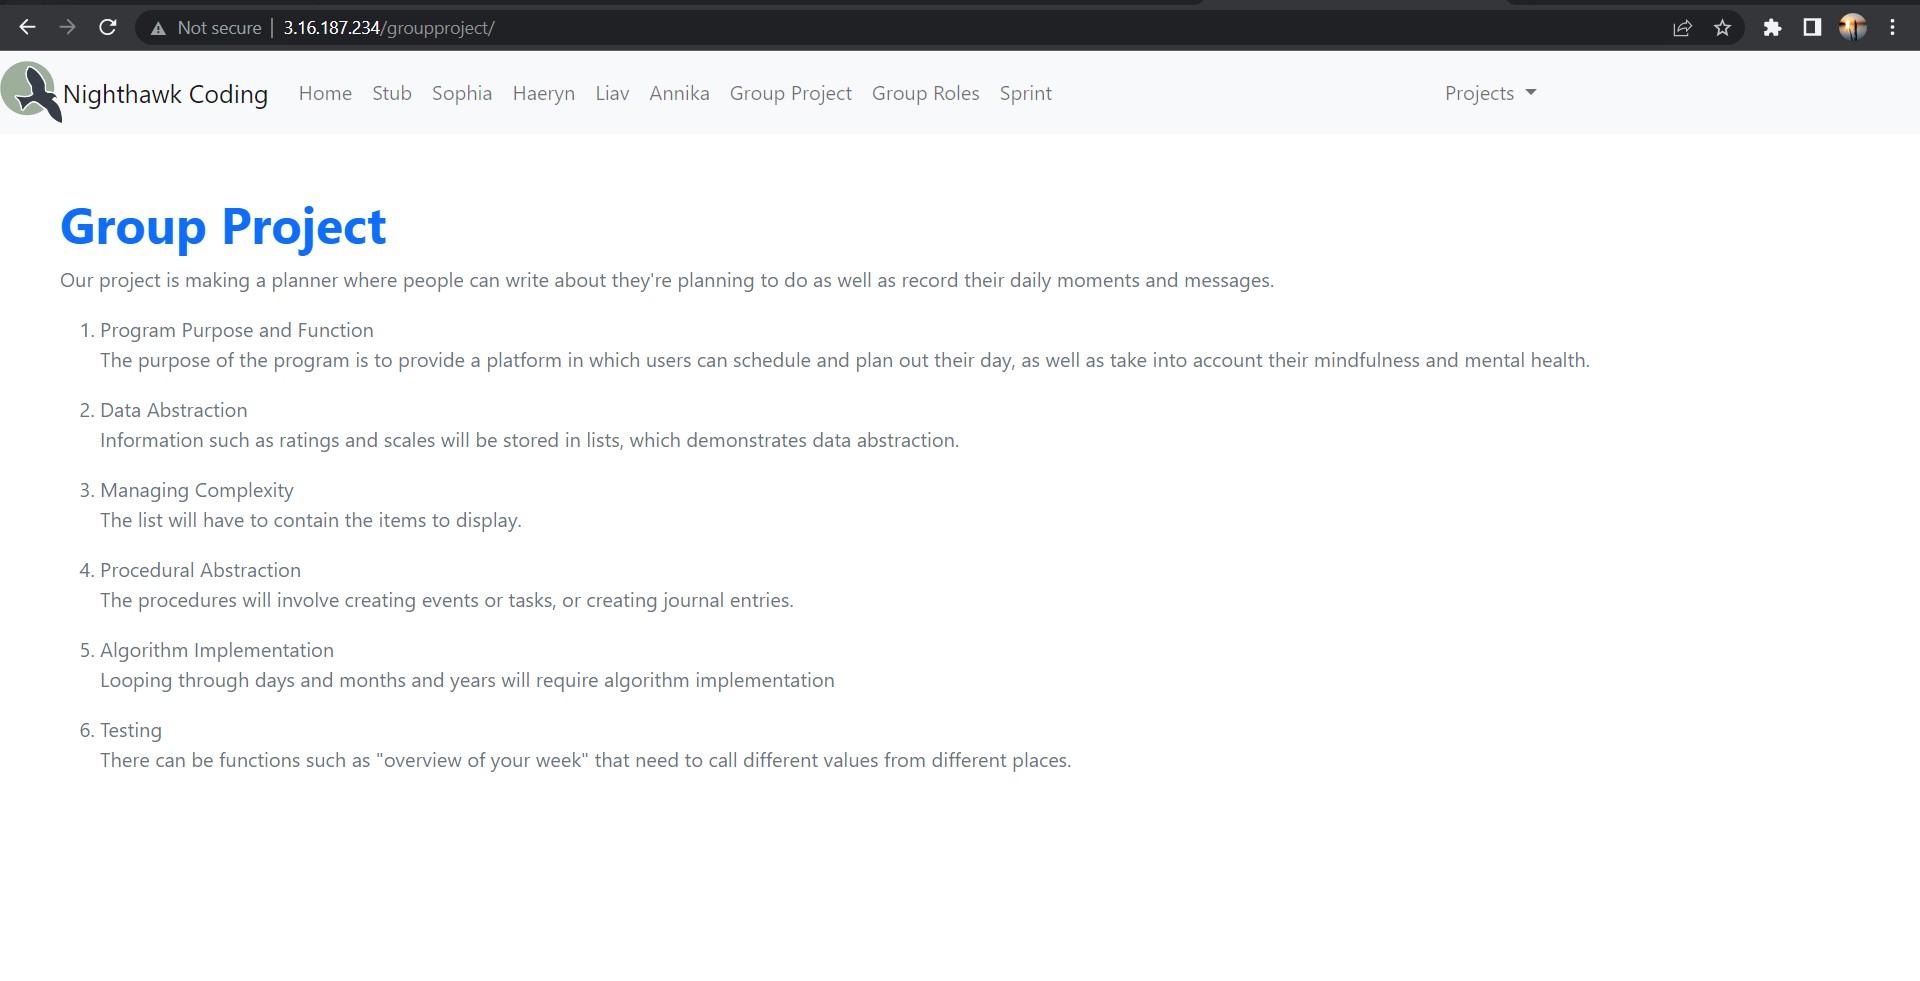 Not secure | 3.16.187.234/groupproject/
Nighthawk Coding Home Stub Sophia Haeryn Liav Annika Group Project Group Roles Sprint Projects
Group Project
Our project is making a planner where people can write about they're planning to do as well as record their daily moments and messages.
1. Program Purpose and Function
The purpose of the program is to provide a platform in which users can schedule and plan out their day, as well as take into account their mindfulness and mental health.
2. Data Abstraction
Information such as ratings and scales will be stored in lists, which demonstrates data abstraction.
3. Managing Complexity
The list will have to contain the items to display.
4. Procedural Abstraction
The procedures will involve creating events or tasks, or creating journal entries.
5. Algorithm Implementation
Looping through days and months and years will require algorithm implementation
6. Testing
There can be functions such as "overview of your week" that need to call different values from different places.